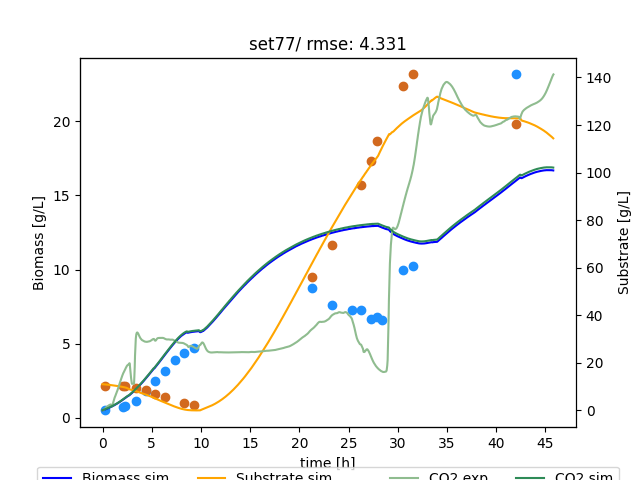 set77/ rmse: 4.331
Biomass [g/L]
20
15
10
5
0
140
120
100
80
60
40
20
0
Substrate [g/L]
0 5 10 15 20 25 30 35 40 45
time [h]
Biomass sim Substrate sim CO2 exp CO2 sim